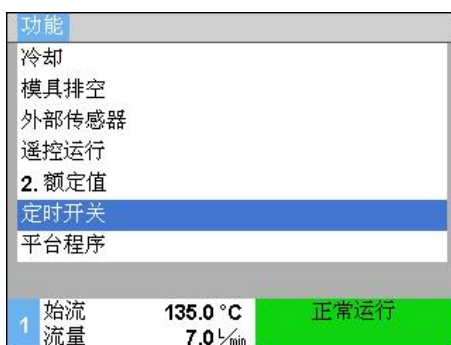 功能
冷却
模具排空
外部传感器
遥控运行
2. 额定值
定时开关
平台程序
1 始流 135.0 °C 正常运行
流量 7.0 L/min